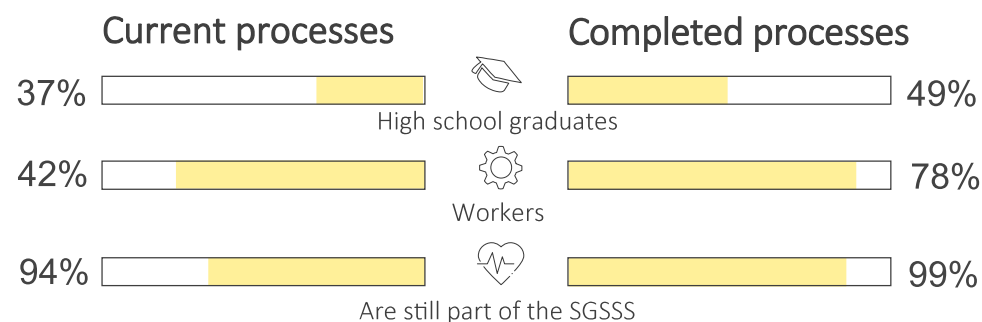 Current processes
Completed processes
37%
49%
High school graduates
42%
78%
Workers
94%
99%
Are still part of the SGSSS